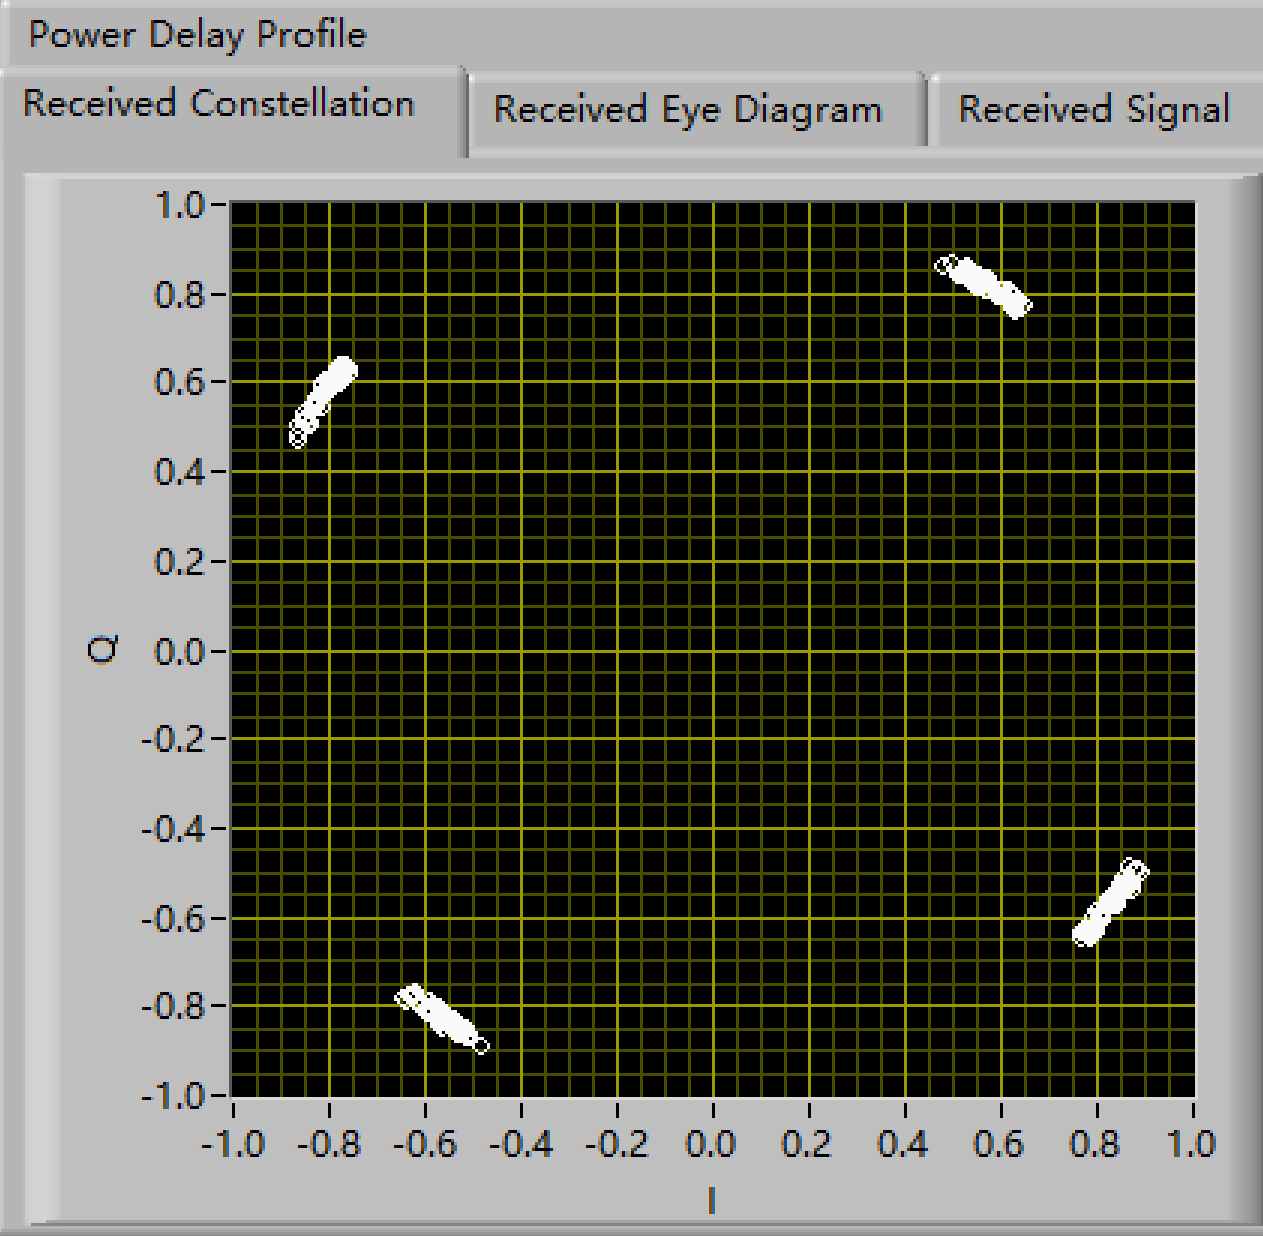 Power Delay Profile
Received Constellation
Received Eye Diagram
Received Signal
1.0
0.8
0.6
0.4
0.2
0.0
-0.2
-0.4
-0.6
-0.8
-1.0
Q
-1.0 -0.8 -0.6 -0.4 -0.2 0.0 0.2 0.4 0.6 0.8 1.0
I